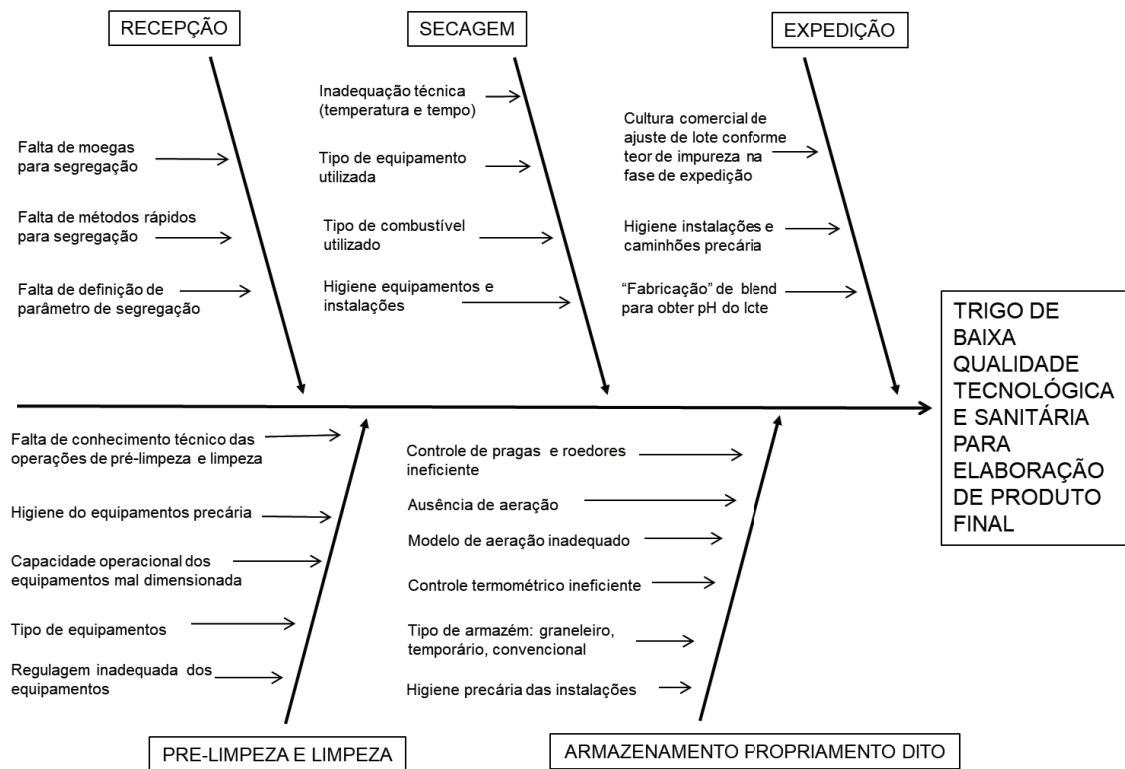 RECEPÇÃO
SECAGEM
EXPEDIÇÃO
Falta de moegas
para segregação
Falta de métodos rápidos
para segregação
Falta de definição de
parâmetro de segregação
Inadequação técnica
(temperatura e tempo)
Tipo de equipamento
utilizada
Tipo de combustível
utilizado
Higiene equipamentos e
instalações
Cultura comercial de
ajuste de lote conforme
teor de impureza na
fase de expedição
Higiene instalações e
caminhões precária
“Fabricação” de blend
para obter pH do lcte
TRIGO DE
BAIXA
QUALIDADE
TECNOLÓGICA
E SANITÁRIA
PARA
ELABORAÇÃO
DE PRODUTO
FINAL
Falta de conhecimento técnico das
operações de pré-limpeza e limpeza
Higiene do equipamentos precária
Capacidade operacional dos
equipamentos mal dimensionada
Tipo de equipamentos
Regulagem inadequada dos
equipamentos
Controle de pragas e roedores
ineficiente
Ausência de aeração
Modelo de aeração inadequado
Controle termométrico ineficiente
Tipo de armazém: graneleiro,
temporário, convencional
Higiene precária das instalações
PRE-LIMPEZA E LIMPEZA
ARMAZENAMENTO PROPRIAMENTO DITO